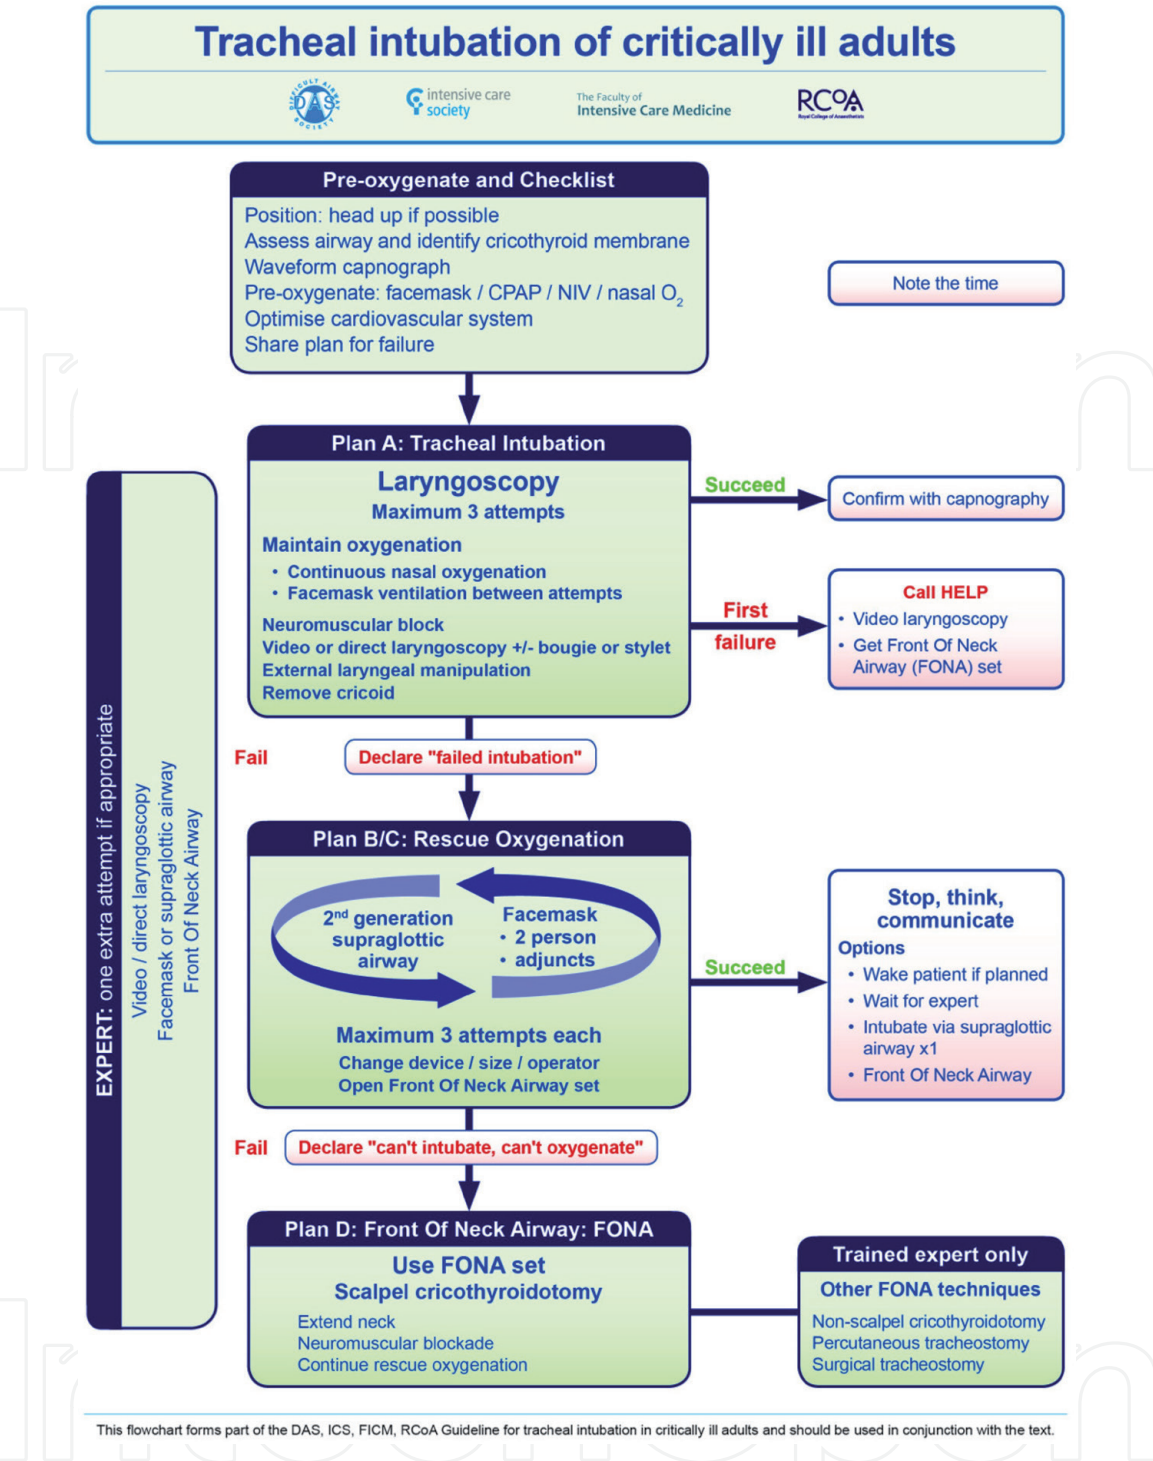 Tracheal intubation of critically ill adults
DIFFICULT AIRWAY
DAS
SOCIETY
intensive care
society
The Faculty of
Intensive Care Medicine
RCOA
Royal College of Anaesthetists
Pre-oxygenate and Checklist
Position: head up if possible
Assess airway and identify cricothyroid membrane
Waveform capnograph
Pre-oxygenate: facemask / CPAP / NIV / nasal O₂
Optimise cardiovascular system
Share plan for failure
Note the time
Plan A: Tracheal Intubation
Laryngoscopy
Maximum 3 attempts
Maintain oxygenation
• Continuous nasal oxygenation
• Facemask ventilation between attempts
Neuromuscular block
Video or direct laryngoscopy +/- bougie or stylet
External laryngeal manipulation
Remove cricoid
Succeed
Confirm with capnography
First
failure
Call HELP
• Video laryngoscopy
• Get Front Of Neck
Airway (FONA) set
Fail
Declare "failed intubation"
EXPERT: one extra attempt if appropriate
Video / direct laryngoscopy
Facemask or supraglottic airway
Front Of Neck Airway
Plan B/C: Rescue Oxygenation
2nd generation
supraglottic
airway
Facemask
• 2 person
• adjuncts
Maximum 3 attempts each
Change device / size / operator
Open Front Of Neck Airway set
Succeed
Stop, think,
communicate
Options
• Wake patient if planned
• Wait for expert
• Intubate via supraglottic
airway x1
• Front Of Neck Airway
Fail
Declare "can't intubate, can't oxygenate"
Plan D: Front Of Neck Airway: FONA
Use FONA set
Scalpel cricothyroidotomy
Extend neck
Neuromuscular blockade
Continue rescue oxygenation
Trained expert only
Other FONA techniques
Non-scalpel cricothyroidotomy
Percutaneous tracheostomy
Surgical tracheostomy
This flowchart forms part of the DAS, ICS, FICM, RCoA Guideline for tracheal intubation in critically ill adults and should be used in conjunction with the text.